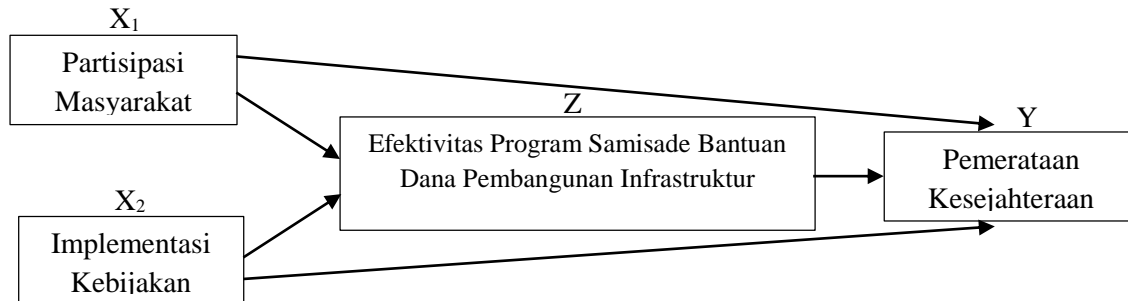 X₁
Partisipasi
Masyarakat
Z
Efektivitas Program Samisade Bantuan
Dana Pembangunan Infrastruktur
Y
Pemerataan
Kesejahteraan
X₂
Implementasi
Kebijakan